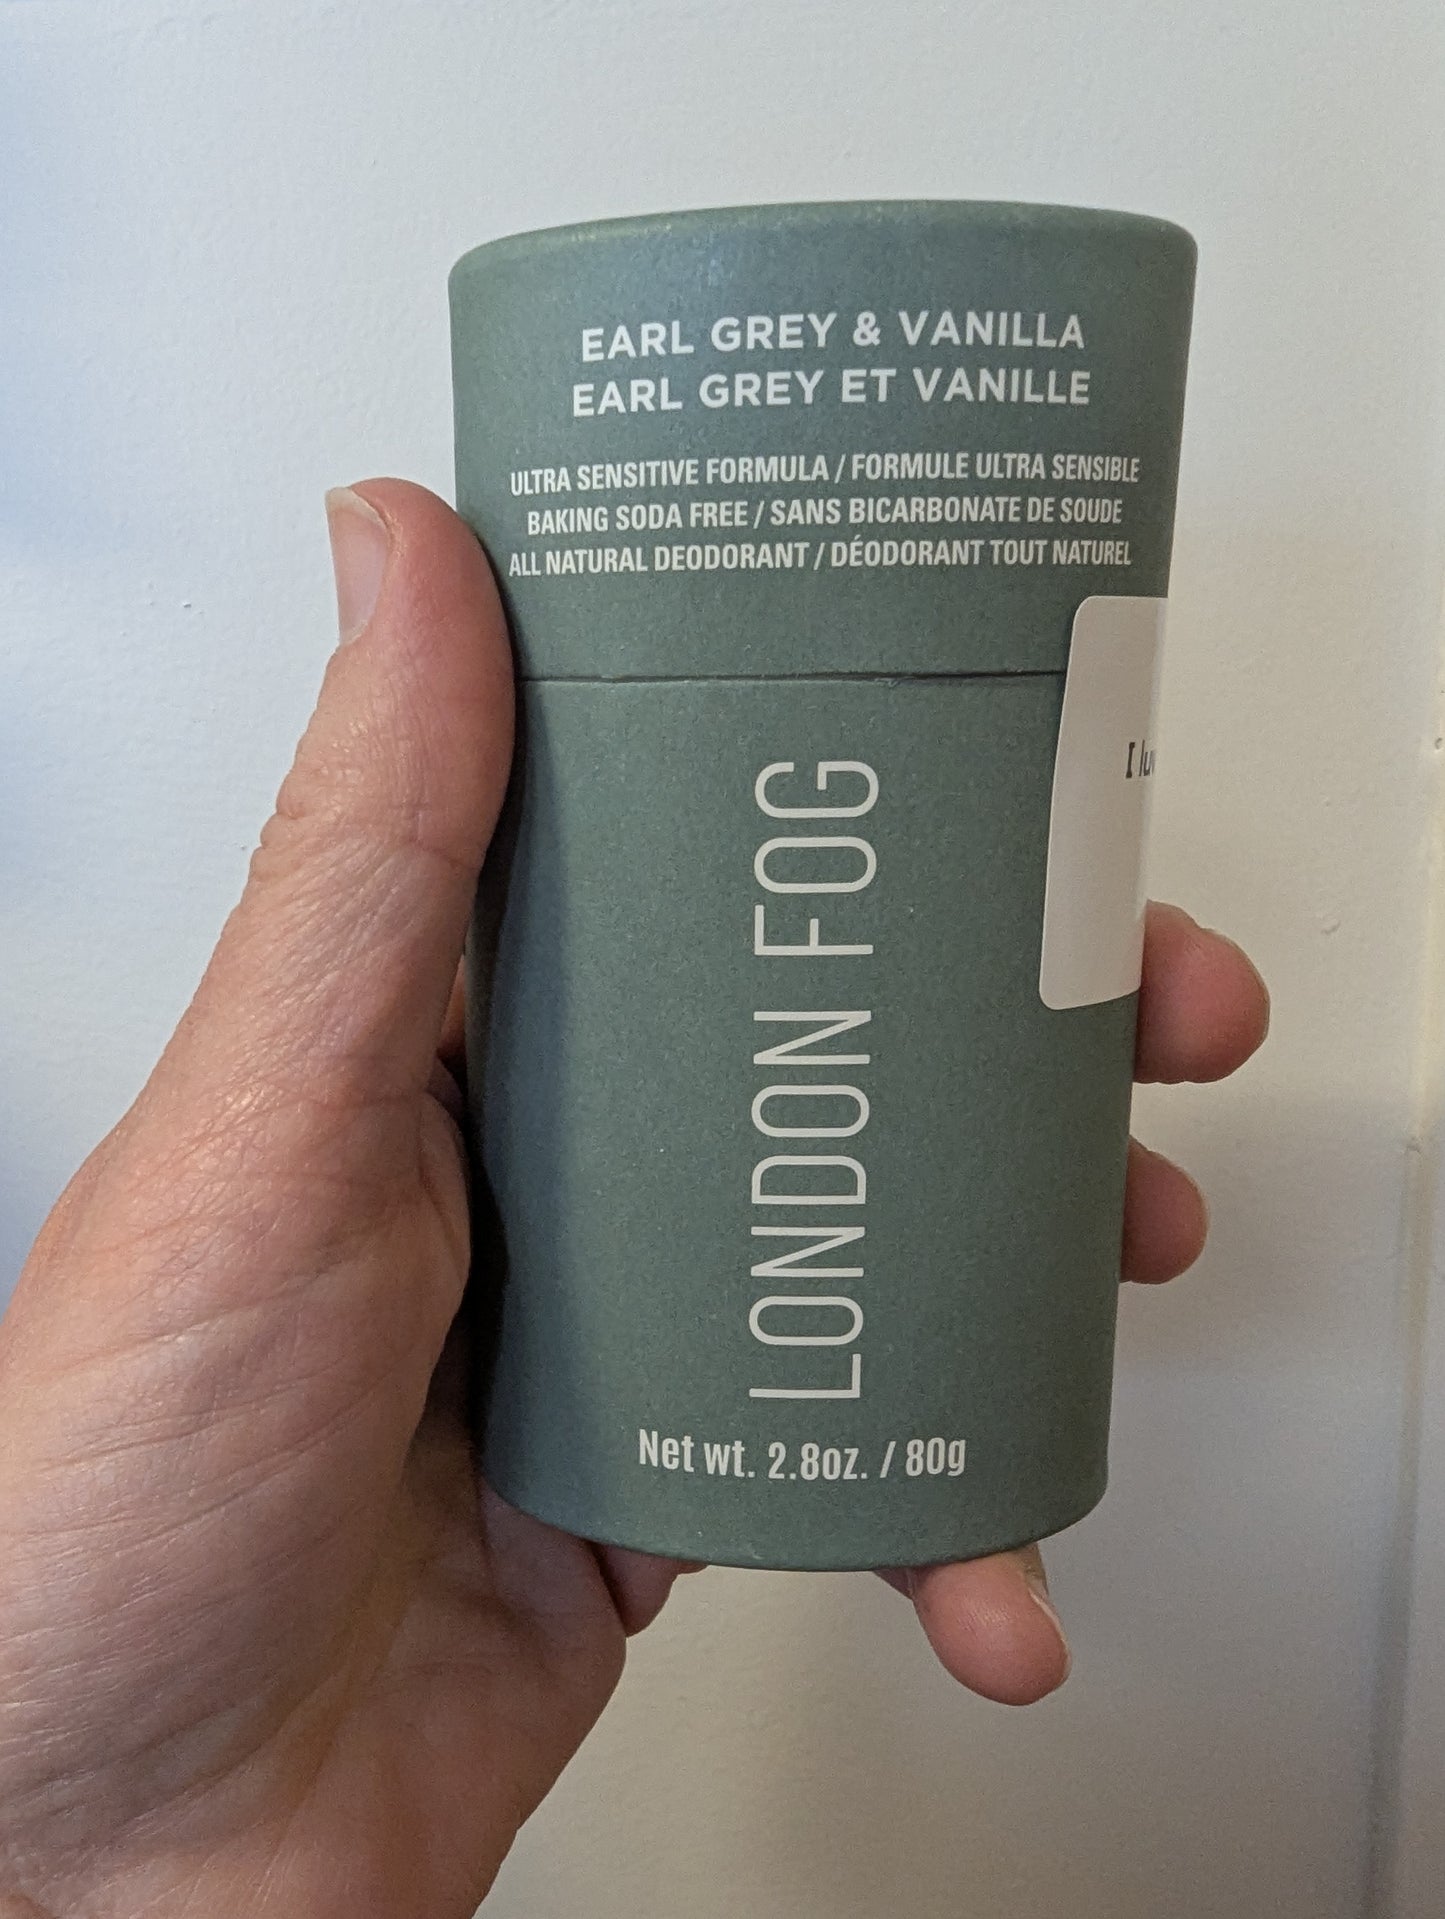 EARL GREY & VANILLA
EARL GREY ET VANILLE
ULTRA SENSITIVE FORMULA / FORMULE ULTRA SENSIBLE
BAKING SODA FREE / SANS BICARBONATE DE SOUDE
ALL NATURAL DEODORANT / DÉODORANT TOUT NATUREL
I
LONDON FOG
Net wt. 2.8oz. / 80g